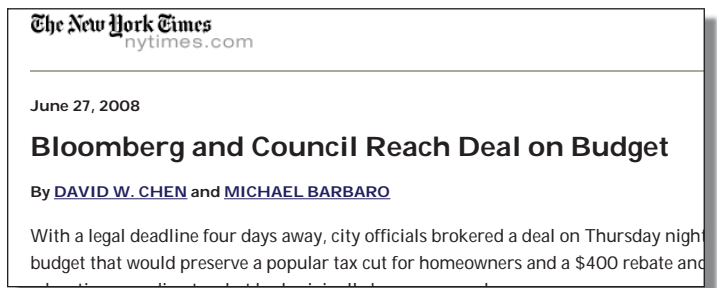 The New York Times
nytimes.com
June 27, 2008
Bloomberg and Council Reach Deal on Budget
By DAVID W. CHEN and MICHAEL BARBARO
With a legal deadline four days away, city officials brokered a deal on Thursday night
budget that would preserve a popular tax cut for homeowners and a $400 rebate and